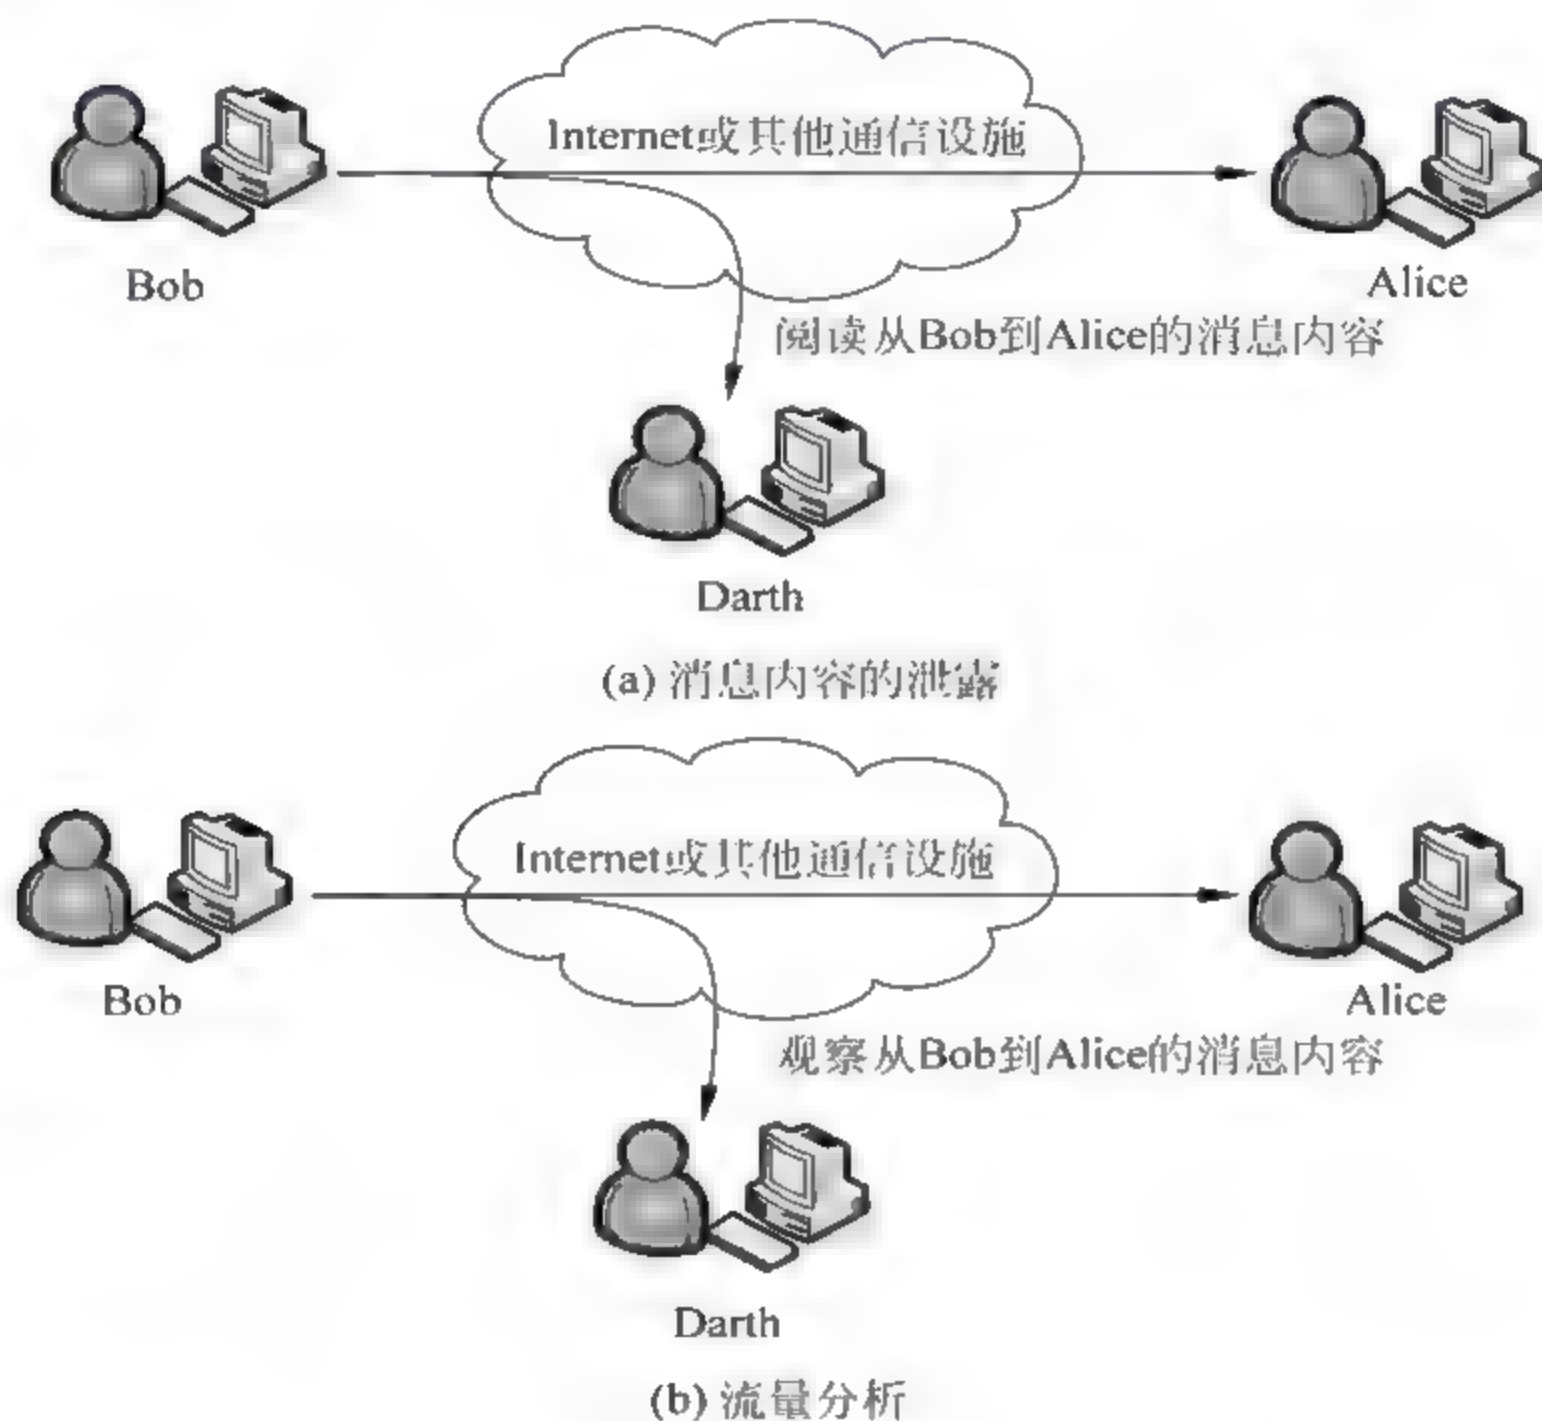 Internet或其他通信设施
Bob
Alice
阅读从Bob到Alice的消息内容
Darth
(a) 消息内容的泄露
Internet或其他通信设施
Bob
Alice
观察从Bob到Alice的消息内容
Darth
(b) 流量分析